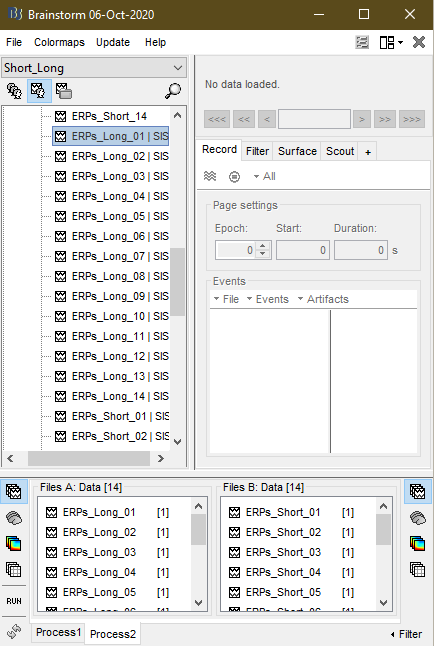 Brainstorm 06-Oct-2020
File Colormaps Update Help
Short_Long
No data loaded.
<<< << < > >> >>>
ERPs_Short_14
ERPs_Long_01 | SIS
ERPs_Long_02 | SIS
ERPs_Long_03 | SIS
ERPs_Long_04 | SIS
ERPs_Long_05 | SIS
ERPs_Long_06 | SIS
ERPs_Long_07 | SIS
ERPs_Long_08 | SIS
ERPs_Long_09 | SIS
ERPs_Long_10 | SIS
ERPs_Long_11 | SIS
ERPs_Long_12 | SIS
ERPs_Long_13 | SIS
ERPs_Long_14 | SIS
ERPs_Short_01 | SIS
ERPs_Short_02 | SIS
Record Filter Surface Scout +
All
Page settings
Epoch: Start: Duration:
0 0 0 s
Events
File Events Artifacts
Files A: Data [14]
ERPs_Long_01 [1]
ERPs_Long_02 [1]
ERPs_Long_03 [1]
ERPs_Long_04 [1]
ERPs_Long_05 [1]
ERPs_Long_06 [1]
Files B: Data [14]
ERPs_Short_01 [1]
ERPs_Short_02 [1]
ERPs_Short_03 [1]
ERPs_Short_04 [1]
ERPs_Short_05 [1]
ERPs_Short_06 [1]
RUN
Process1 Process2
Filter